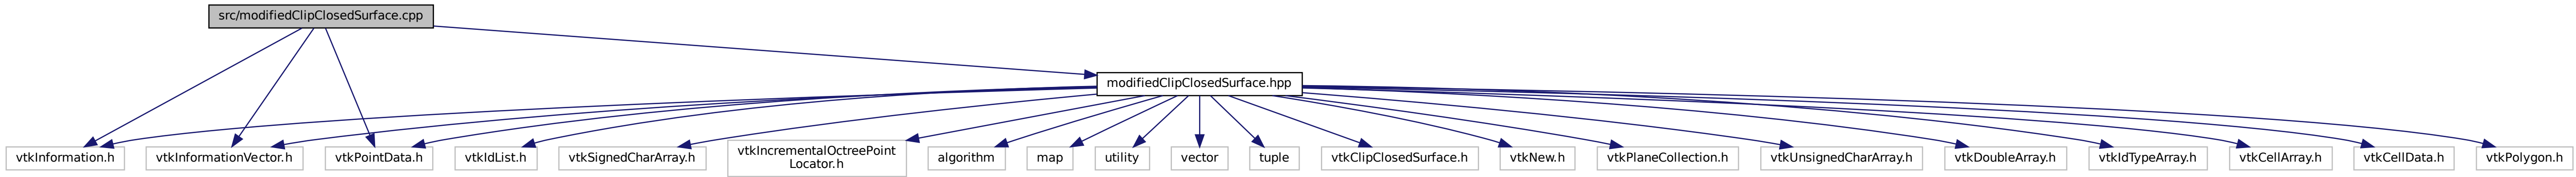 src/modifiedClipClosedSurface.cpp
modifiedClipClosedSurface.hpp
vtkInformation.h
vtkInformationVector.h
vtkPointData.h
vtkIdList.h
vtkSignedCharArray.h
vtkIncrementalOctreePoint
Locator.h
algorithm
map
utility
vector
tuple
vtkClipClosedSurface.h
vtkNew.h
vtkPlaneCollection.h
vtkUnsignedCharArray.h
vtkDoubleArray.h
vtkIdTypeArray.h
vtkCellArray.h
vtkCellData.h
vtkPolygon.h